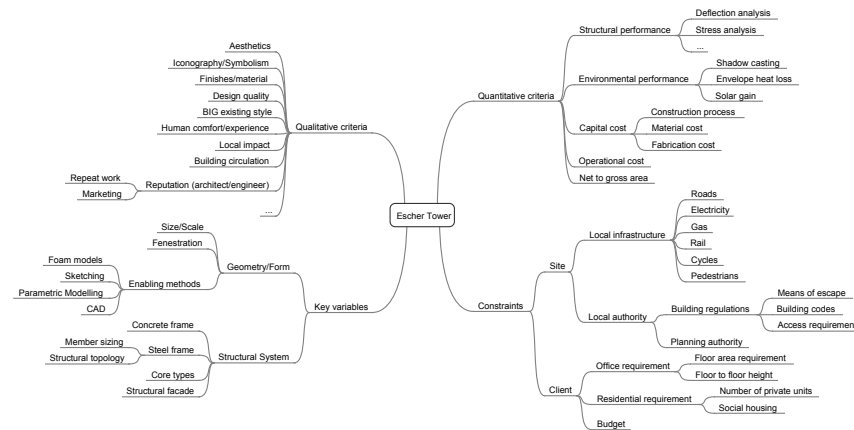 Escher Tower
Qualitative criteria
Aesthetics
Iconography/Symbolism
Finishes/material
Design quality
BIG existing style
Human comfort/experience
Local impact
Building circulation
Reputation (architect/engineer)
Repeat work
Marketing
...
Key variables
Geometry/Form
Size/Scale
Fenestration
Enabling methods
Foam models
Sketching
Parametric Modelling
CAD
Structural System
Concrete frame
Steel frame
Member sizing
Structural topology
Core types
Structural facade
Quantitative criteria
Structural performance
Deflection analysis
Stress analysis
...
Environmental performance
Shadow casting
Envelope heat loss
Solar gain
Capital cost
Construction process
Material cost
Fabrication cost
Operational cost
Net to gross area
Constraints
Site
Local infrastructure
Roads
Electricity
Gas
Rail
Cycles
Pedestrians
Local authority
Building regulations
Means of escape
Building codes
Access requirement
Planning authority
Client
Office requirement
Floor area requirement
Floor to floor height
Residential requirement
Number of private units
Social housing
Budget